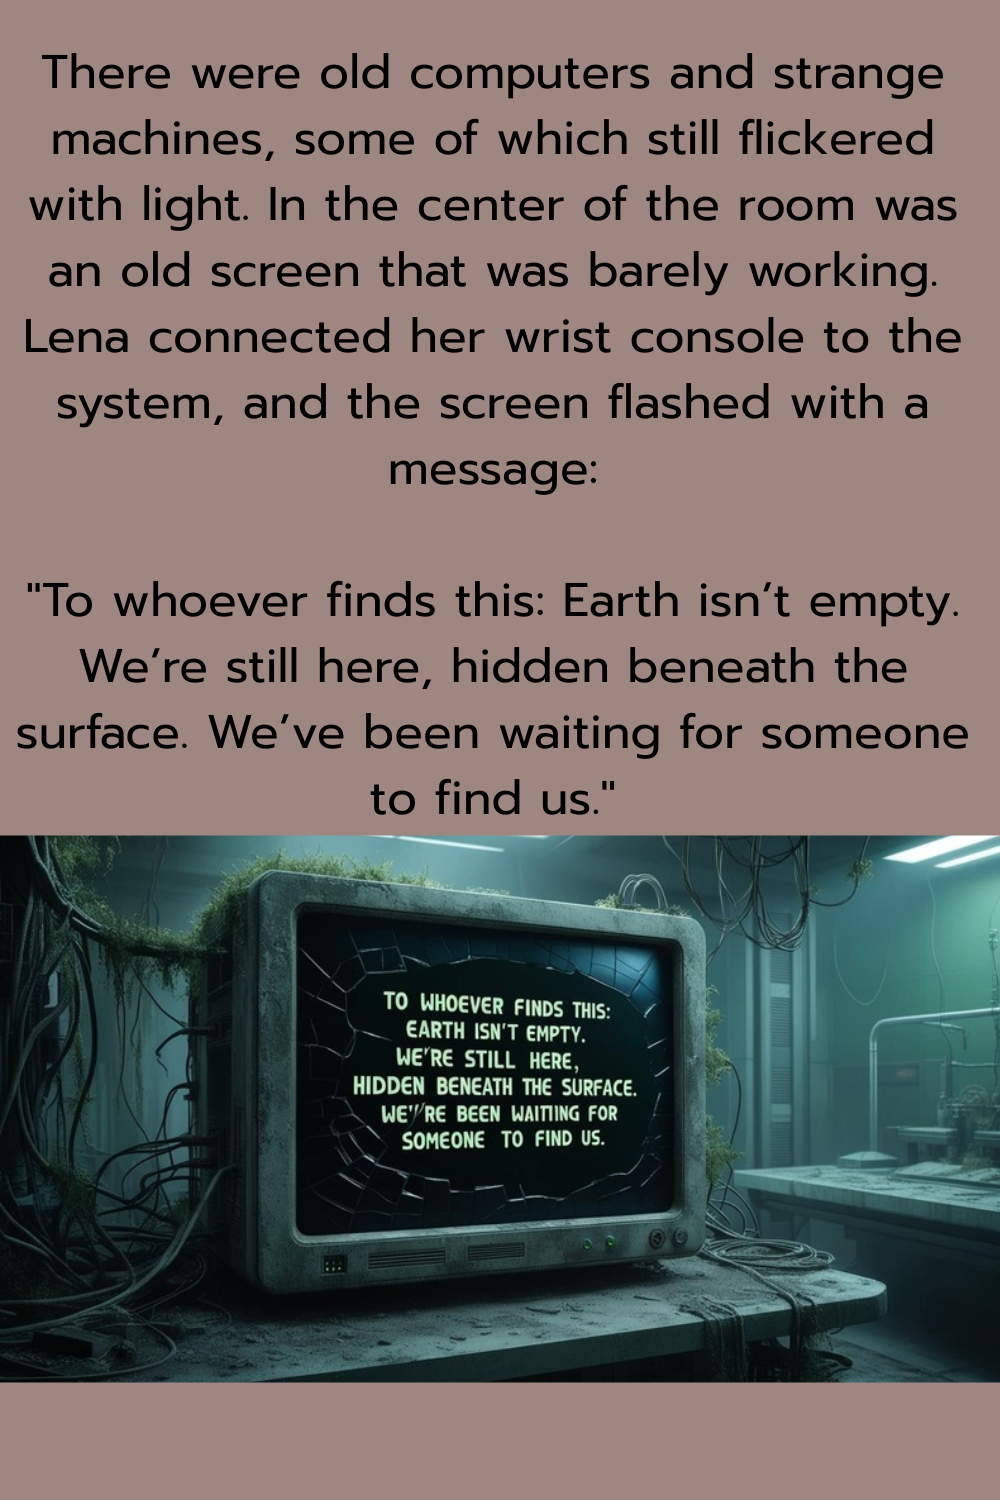 There were old computers and strange
machines, some of which still flickered
with light. In the center of the room was
an old screen that was barely working.
Lena connected her wrist console to the
system, and the screen flashed with a
message:
"To whoever finds this: Earth isn’t empty.
We’re still here, hidden beneath the
surface. We’ve been waiting for someone
to find us."
TO WHOEVER FINDS THIS:
EARTH ISN'T EMPTY.
WE'RE STILL HERE,
HIDDEN BENEATH THE SURFACE.
WE''RE BEEN WAITING FOR
SOMEONE TO FIND US.